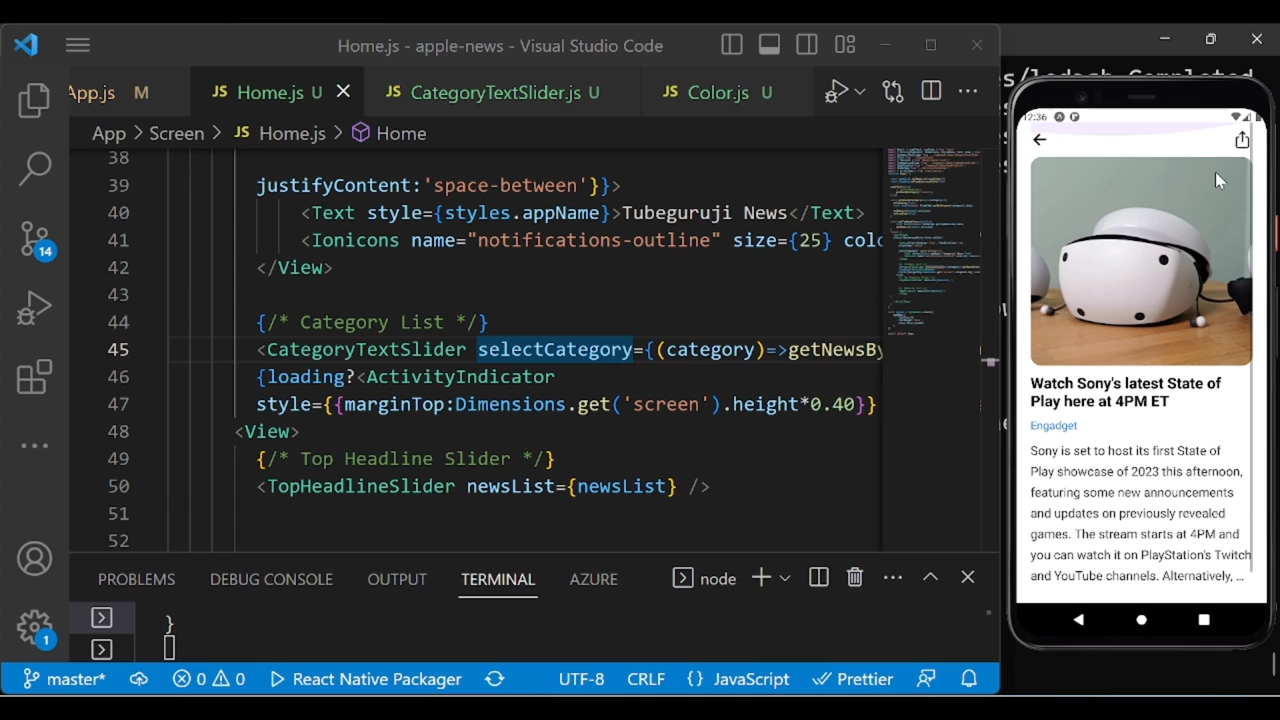 Home.js - apple-news - Visual Studio Code
App.js M
JS Home.js U
JS CategoryTextSlider.js U
JS Color.js U
App > Screen > JS Home.js > Home
38
39 justifyContent:'space-between'}}>
40 <Text style={styles.appName}>Tubeguruji News</Text>
41 <Ionicons name="notifications-outline" size={25} colo
42 </View>
43
44 {/* Category List */}
45 <CategoryTextSlider selectCategory={(category)=>getNewsBy
46 {loading?<ActivityIndicator
47 style={{marginTop:Dimensions.get('screen').height*0.40}}
48 <View>
49 {/* Top Headline Slider */}
50 <TopHeadlineSlider newsList={newsList} />
51
52
14
1
PROBLEMS DEBUG CONSOLE OUTPUT TERMINAL AZURE
node
}
master* 0 0 React Native Packager UTF-8 CRLF {} JavaScript Prettier
12:36
Watch Sony's latest State of
Play here at 4PM ET
Engadget
Sony is set to host its first State of
Play showcase of 2023 this afternoon,
featuring some new announcements
and updates on previously revealed
games. The stream starts at 4PM and
you can watch it on PlayStation's Twitch
and YouTube channels. Alternatively, …